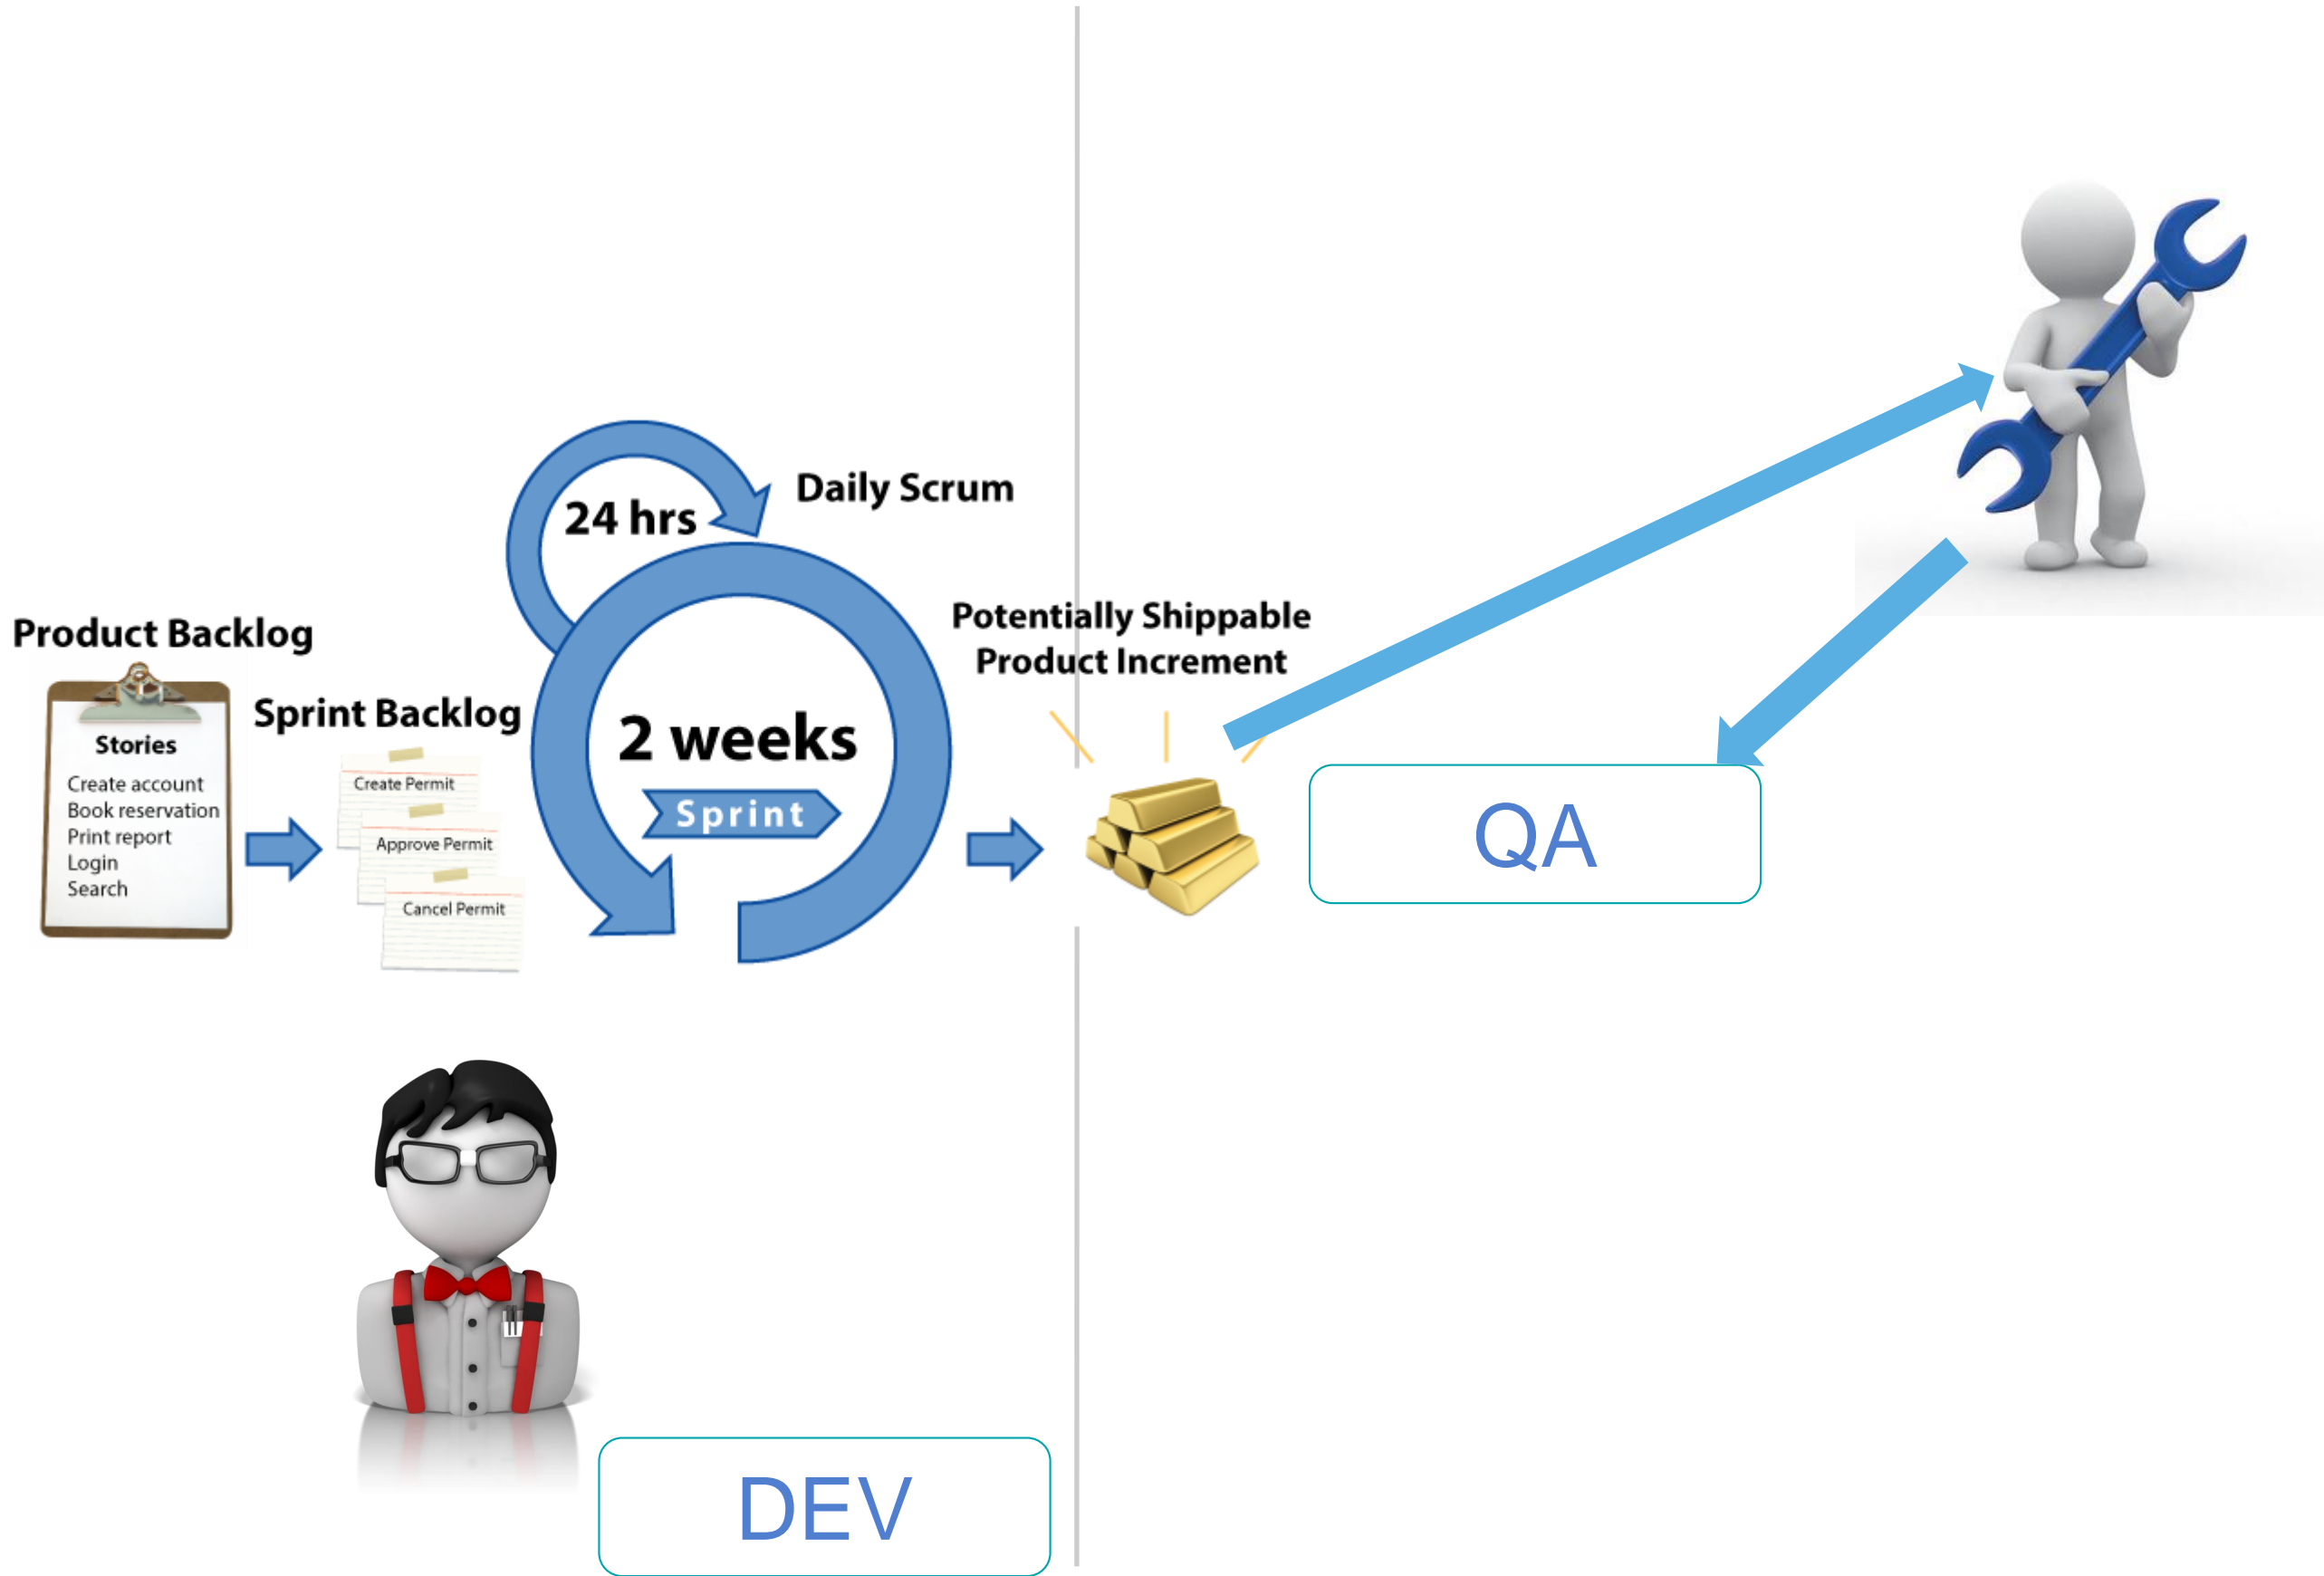 Product Backlog
Stories
Create account
Book reservation
Print report
Login
Search
Sprint Backlog
Create Permit
Approve Permit
Cancel Permit
24 hrs
Daily Scrum
2 weeks
Sprint
Potentially Shippable
Product Increment
QA
DEV